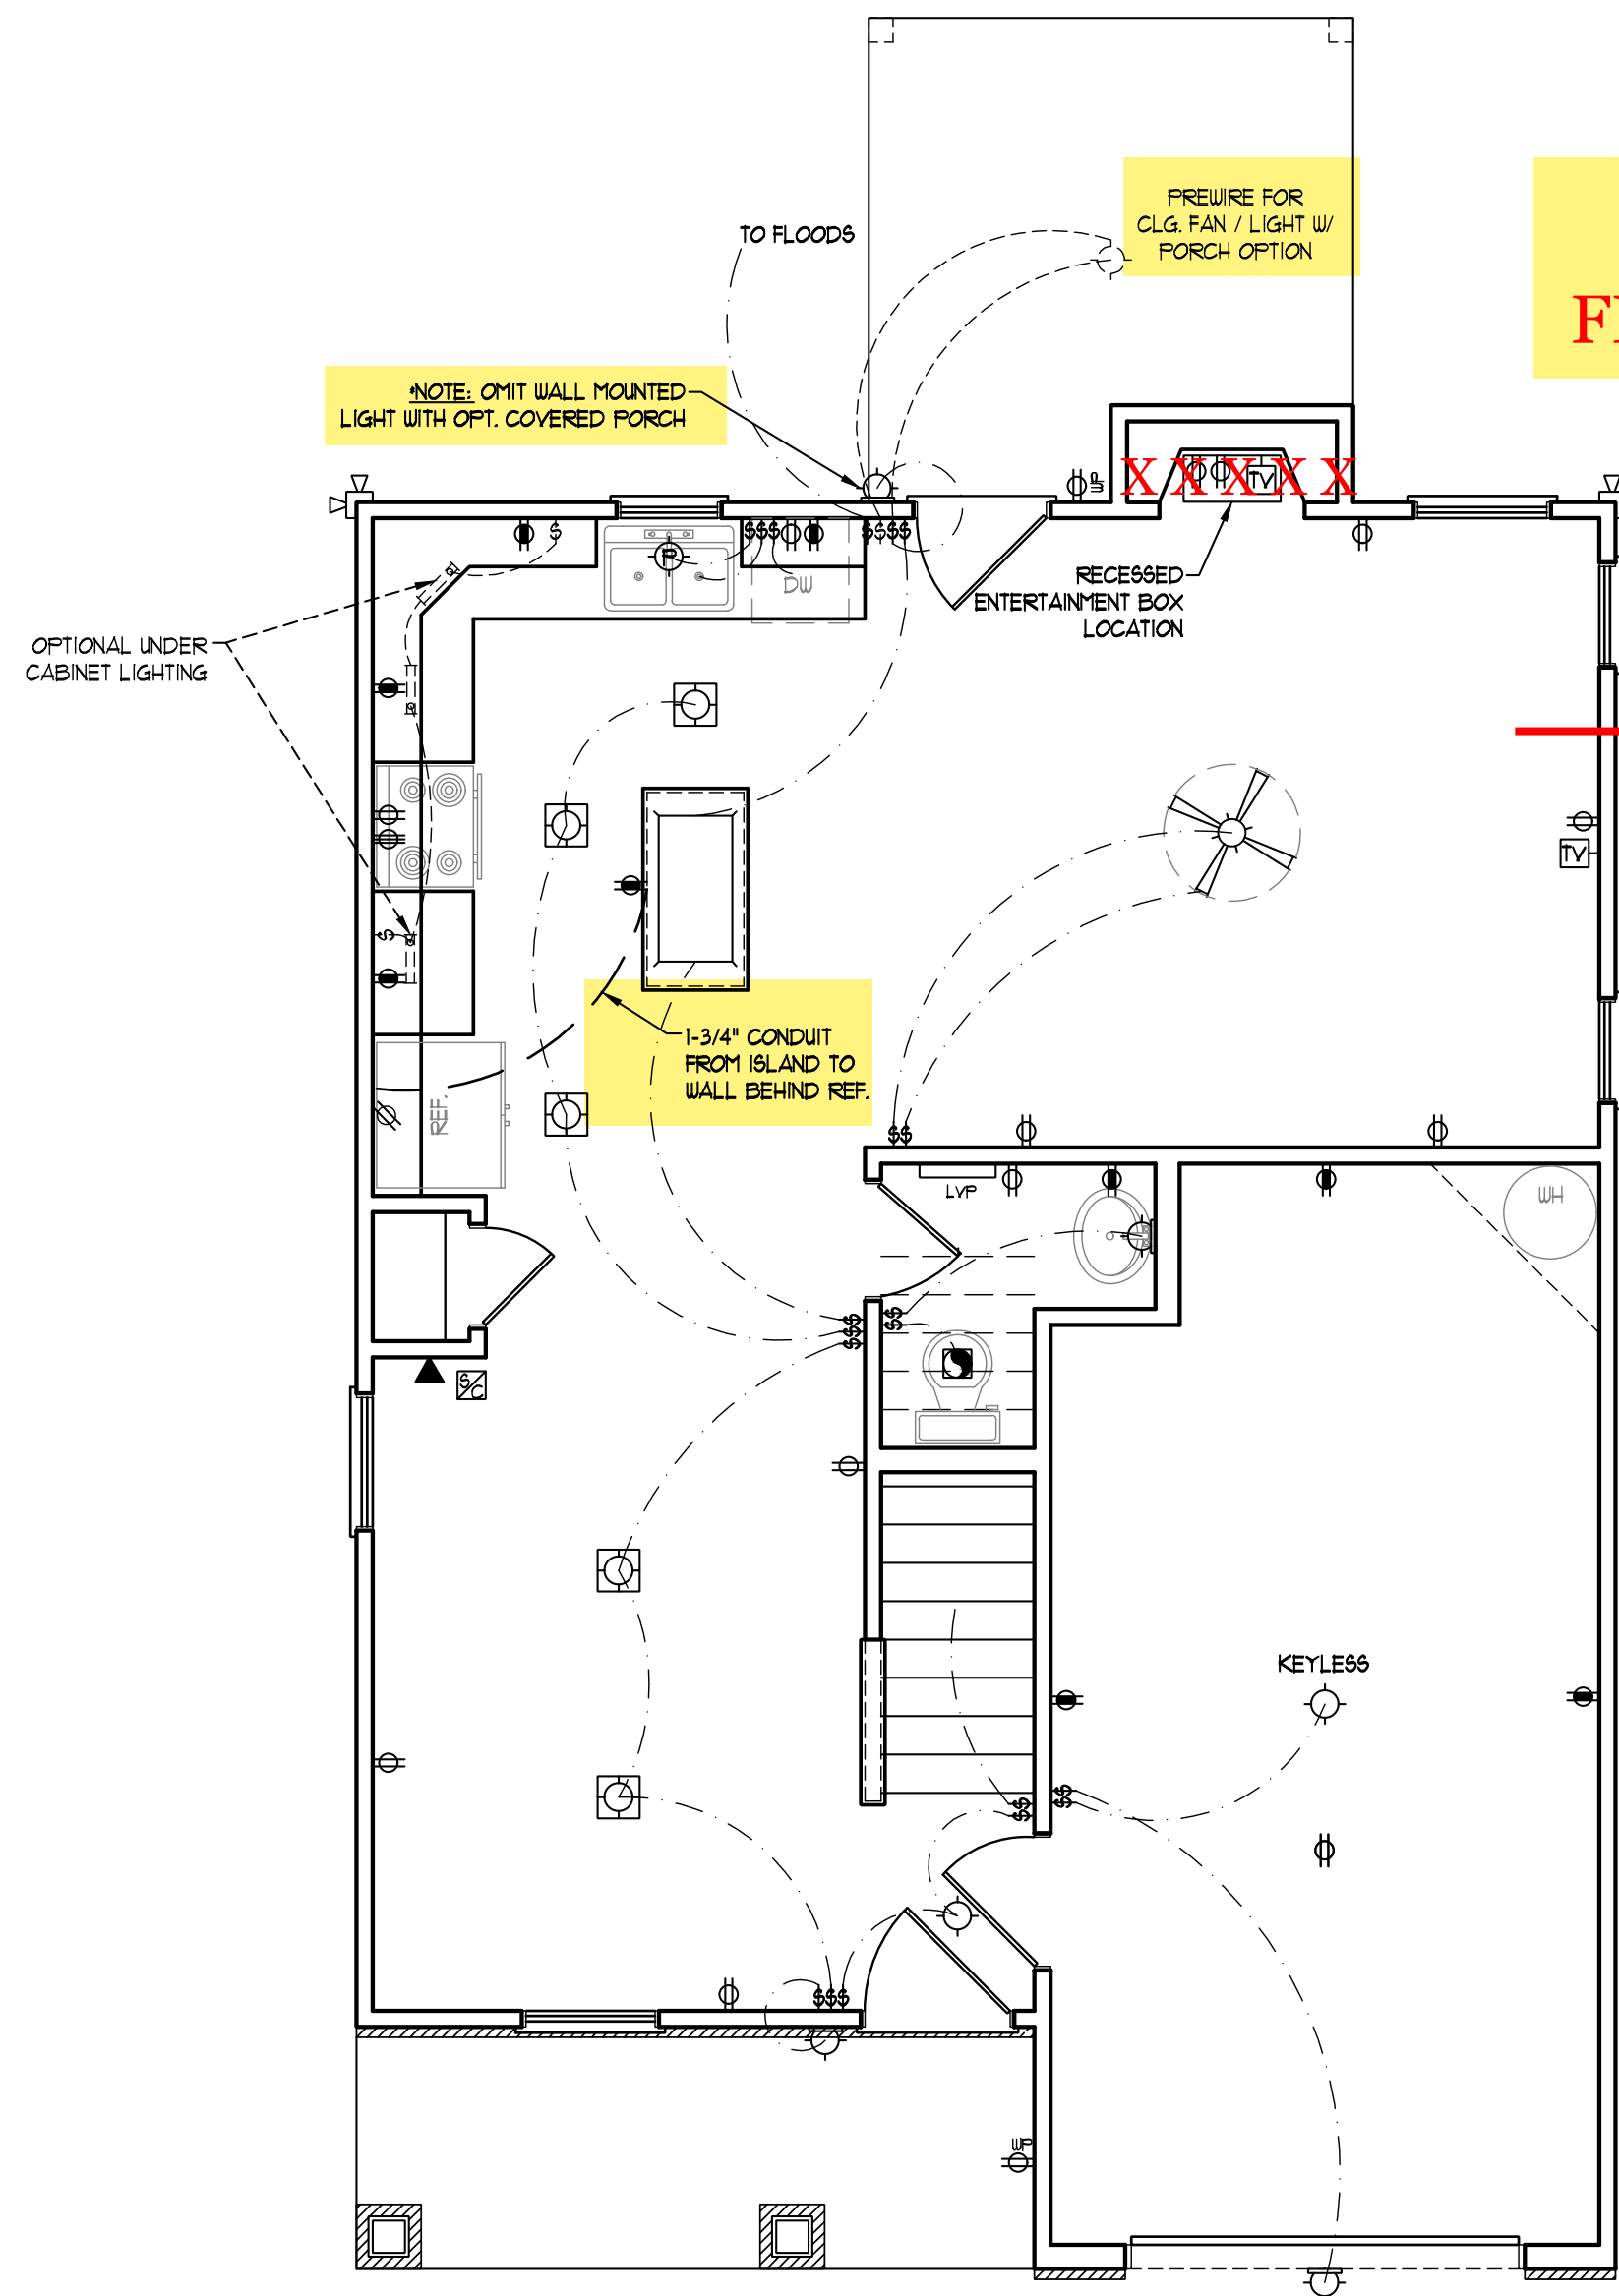 PREWIRE FOR
CLG. FAN / LIGHT W/
PORCH OPTION
TO FLOODS
*NOTE: OMIT WALL MOUNTED
LIGHT WITH OPT. COVERED PORCH
X X X X X
TV
WP
$
$$$
$$$$
P
DW
RECESSED
ENTERTAINMENT BOX
LOCATION
OPTIONAL UNDER
CABINET LIGHTING
TV
$
1-3/4" CONDUIT
FROM ISLAND TO
WALL BEHIND REF.
REF.
$$
LVP
WH
$$$
$$
S/C
KEYLESS
$$
$$
$$$
WP